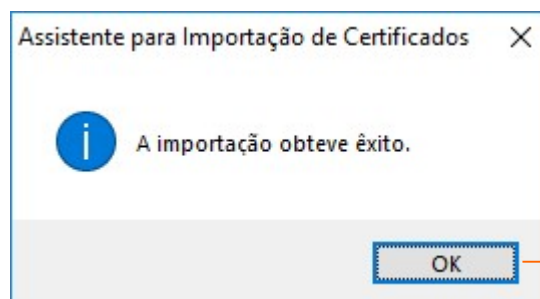 Assistente para Importação de Certificados
A importação obteve êxito.
OK